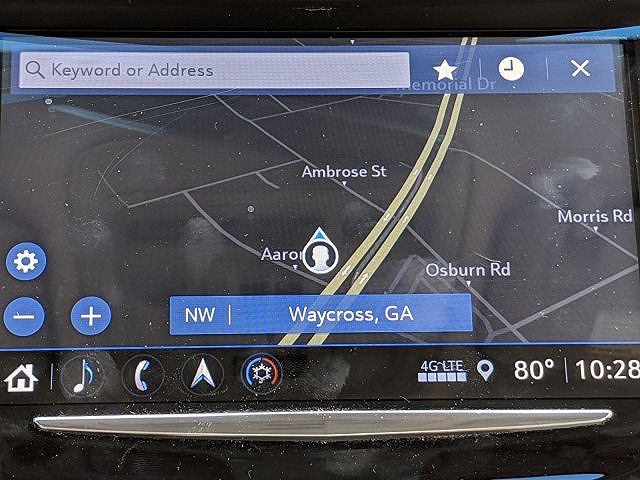 Keyword or Address
Memorial Dr
Ambrose St
Morris Rd
Osburn Rd
NW Waycross, GA
4G LTE
80° 10:28